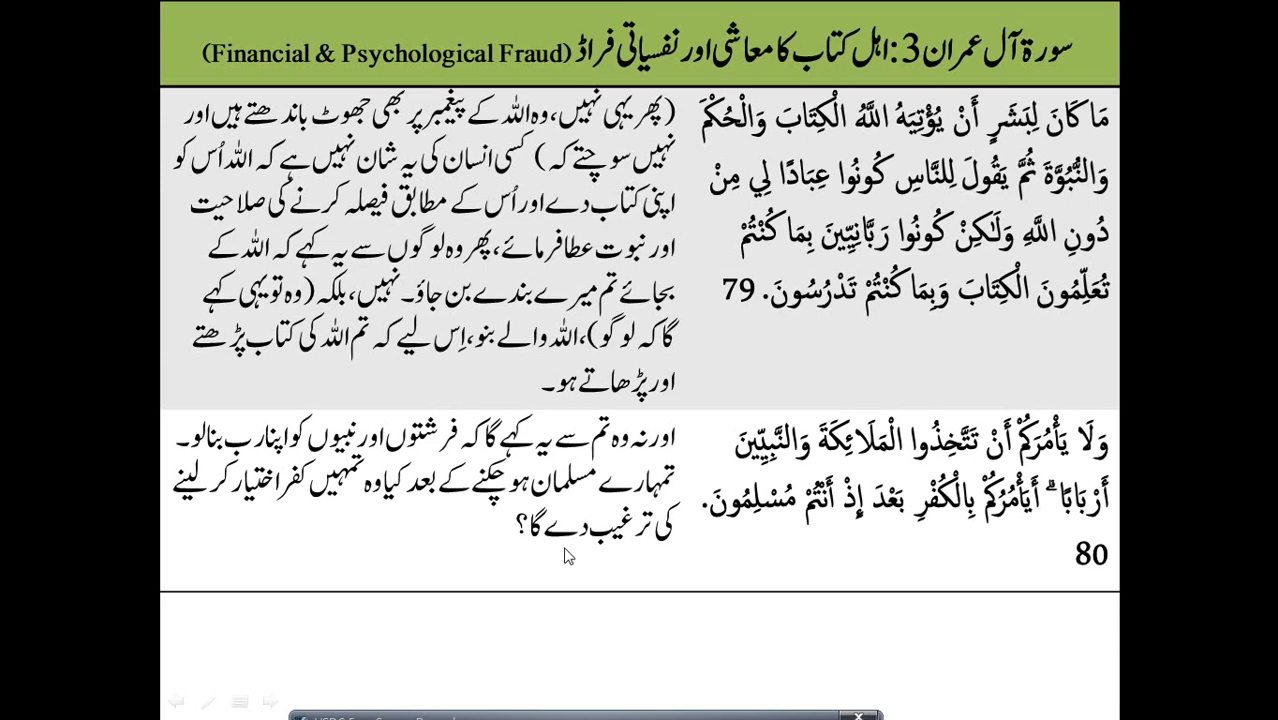 سورۃ آل عمران 3: اہل کتاب کا معاشی اور نفسیاتی فراڈ (Financial & Psychological Fraud)
مَا كَانَ لِبَشَرٍ أَنْ يُؤْتِيَهُ اللَّهُ الْكِتَابَ وَالْحُكْمَ
وَالنُّبُوَّةَ ثُمَّ يَقُولَ لِلنَّاسِ كُونُوا عِبَادًا لِي مِنْ
دُونِ اللَّهِ وَلَٰكِنْ كُونُوا رَبَّانِيِّينَ بِمَا كُنْتُمْ
تُعَلِّمُونَ الْكِتَابَ وَبِمَا كُنْتُمْ تَدْرُسُونَ. 79
(پھر یہی نہیں، وہ اللہ کے پیغمبر پر بھی جھوٹ باندھتے ہیں اور
نہیں سوچتے کہ) کسی انسان کی یہ شان نہیں ہے کہ اللہ اُس کو
اپنی کتاب دے اور اُس کے مطابق فیصلہ کرنے کی صلاحیت
اور نبوت عطا فرمائے، پھر وہ لوگوں سے یہ کہے کہ اللہ کے
بجائے تم میرے بندے بن جاؤ۔ نہیں، بلکہ (وہ تو یہی کہے
گا کہ لوگو)، اللہ والے بنو، اِس لیے کہ تم اللہ کی کتاب پڑھتے
اور پڑھاتے ہو۔
وَلَا يَأْمُرَكُمْ أَنْ تَتَّخِذُوا الْمَلَائِكَةَ وَالنَّبِيِّينَ
أَرْبَابًا ۗ أَيَأْمُرُكُمْ بِالْكُفْرِ بَعْدَ إِذْ أَنْتُمْ مُسْلِمُونَ.
80
اور نہ وہ تم سے یہ کہے گا کہ فرشتوں اور نبیوں کو اپنا رب بنا لو۔
تمہارے مسلمان ہو چکنے کے بعد کیا وہ تمہیں کفر اختیار کر لینے
کی ترغیب دے گا؟